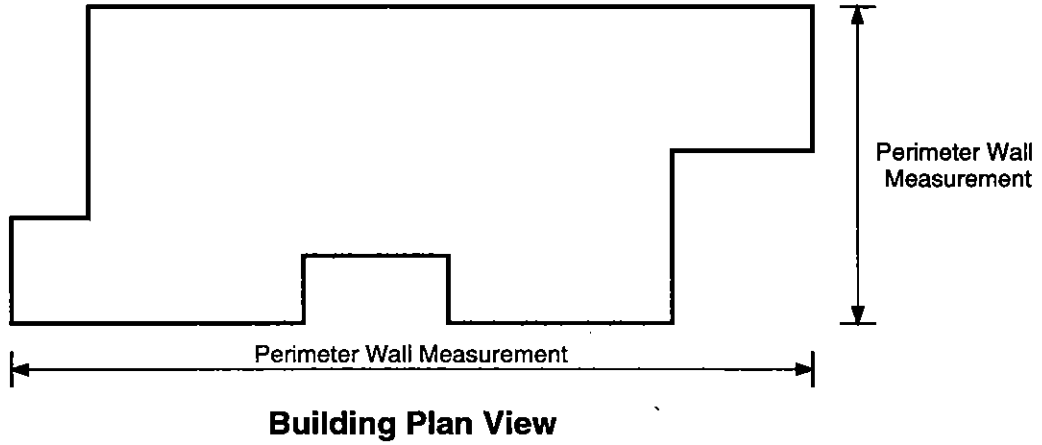 Perimeter Wall
Measurement
Perimeter Wall Measurement
Building Plan View